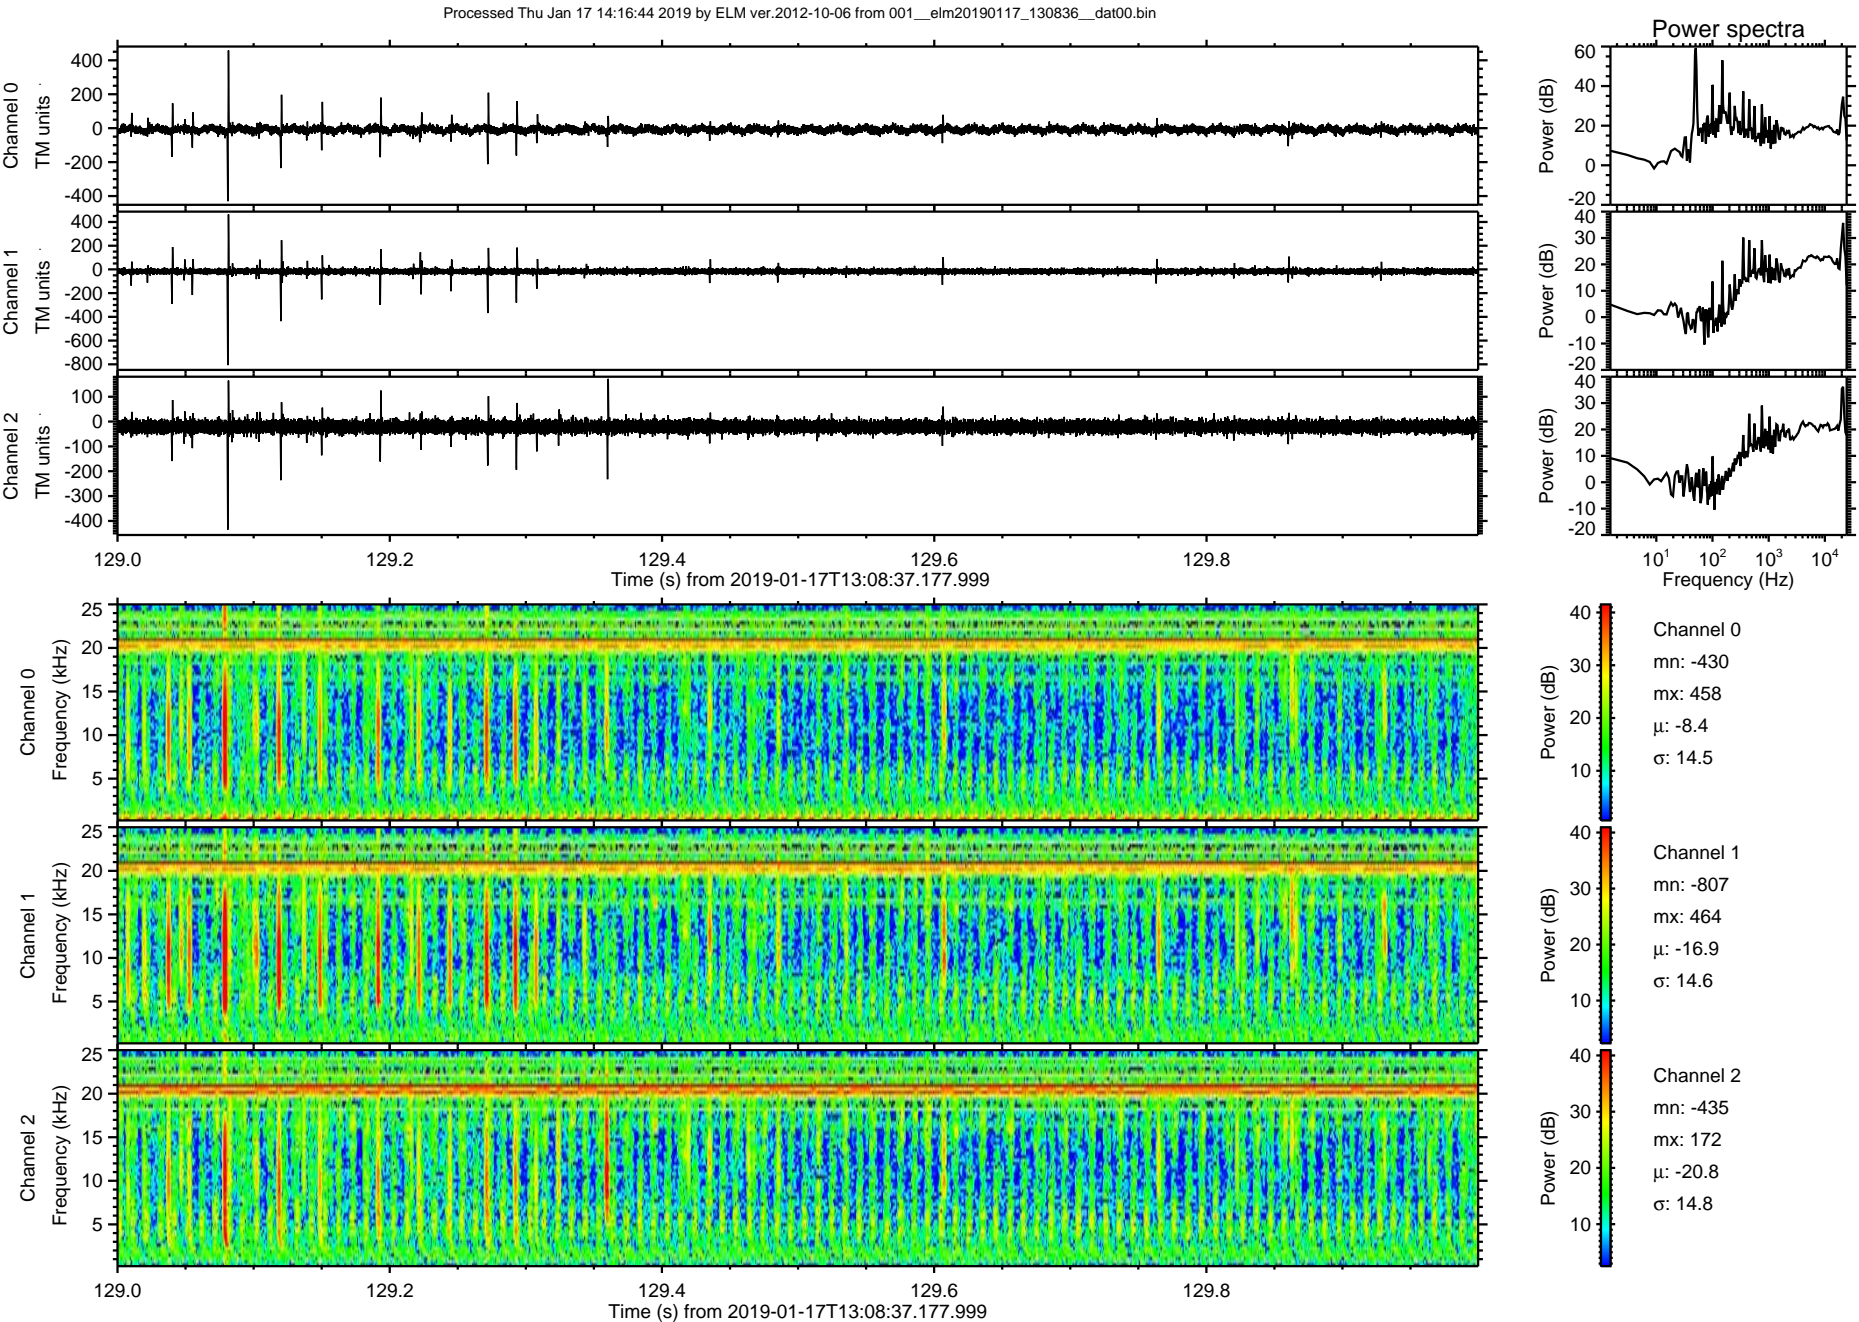 Processed Thu Jan 17 14:16:44 2019 by ELM ver.2012-10-06 from 001__elm20190117_130836__dat00.bin
Power spectra
Channel 0
TM units
400
200
0
-200
-400
Power (dB)
60
40
20
0
-20
Channel 1
TM units
400
200
0
-200
-400
-600
-800
Power (dB)
40
30
20
10
0
-10
-20
Channel 2
TM units
100
0
-100
-200
-300
-400
Power (dB)
40
30
20
10
0
-10
-20
129.0 129.2 129.4 129.6 129.8
Time (s) from 2019-01-17T13:08:37.177.999
10¹ 10² 10³ 10⁴
Frequency (Hz)
Channel 0
Frequency (kHz)
25
20
15
10
5
Power (dB)
40
30
20
10
Channel 0
mn: -430
mx: 458
µ: -8.4
σ: 14.5
Channel 1
Frequency (kHz)
25
20
15
10
5
Power (dB)
40
30
20
10
Channel 1
mn: -807
mx: 464
µ: -16.9
σ: 14.6
Channel 2
Frequency (kHz)
25
20
15
10
5
Power (dB)
40
30
20
10
Channel 2
mn: -435
mx: 172
µ: -20.8
σ: 14.8
129.0 129.2 129.4 129.6 129.8
Time (s) from 2019-01-17T13:08:37.177.999